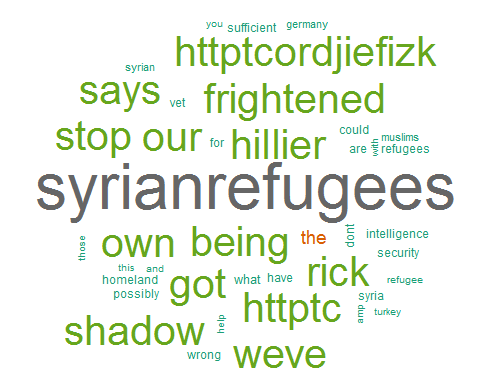 you sufficient germany
httptcordjiefizk
syrian
says vet frightened
stop our for hillier could muslims
are with refugees
syrianrefugees
own being the dont intelligence
those security
this and
homeland got what have rick refugee
possibly httptc syria
amp turkey
shadow help
wrong weve